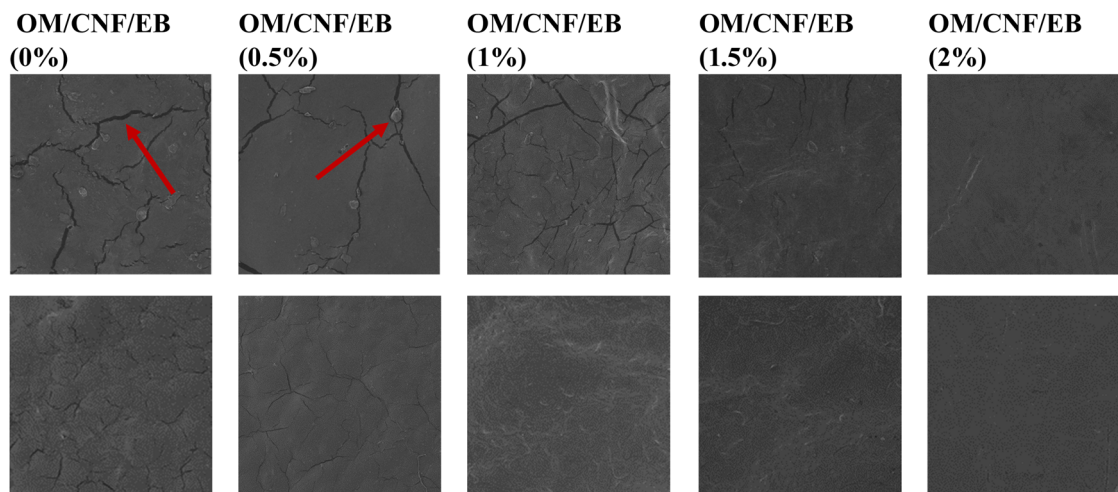 OM/CNF/EB
(0%)
OM/CNF/EB
(0.5%)
OM/CNF/EB
(1%)
OM/CNF/EB
(1.5%)
OM/CNF/EB
(2%)